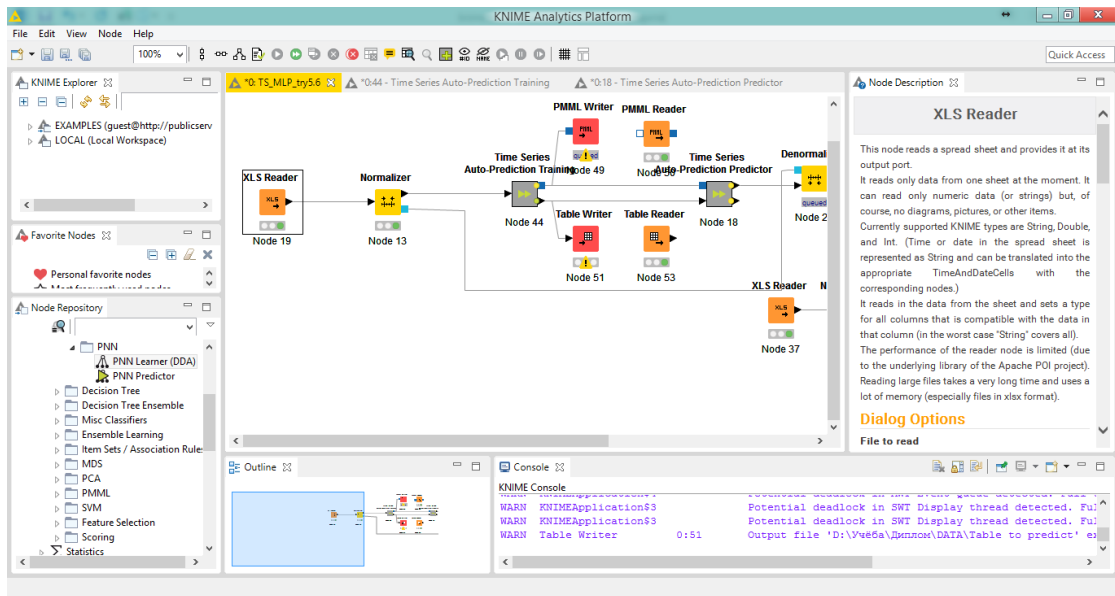 KNIME Analytics Platform
File Edit View Node Help
100%
Quick Access
KNIME Explorer
EXAMPLES (guest@http://publicserv
LOCAL (Local Workspace)
Favorite Nodes
Personal favorite nodes
Most frequently used nodes
Node Repository
PNN
PNN Learner (DDA)
PNN Predictor
Decision Tree
Decision Tree Ensemble
Misc Classifiers
Ensemble Learning
Item Sets / Association Rule
MDS
PCA
PMML
SVM
Feature Selection
Scoring
Statistics
*0: TS_MLP_try5.6
*0:44 - Time Series Auto-Prediction Training
*0:18 - Time Series Auto-Prediction Predictor
XLS Reader
XLS
Node 19
Normalizer
Node 13
Time Series
Auto-Prediction Training
Node 44
PMML Writer
PMML
Node 49
PMML Reader
PMML
Node 50
Table Writer
Node 51
Table Reader
Node 53
Time Series
Auto-Prediction Predictor
Node 18
Denormal
queued
Node 2
XLS Reader
XLS
Node 37
N
Node Description
XLS Reader
This node reads a spread sheet and provides it at its
output port.
It reads only data from one sheet at the moment. It
can read only numeric data (or strings) but, of
course, no diagrams, pictures, or other items.
Currently supported KNIME types are String, Double,
and Int. (Time or date in the spread sheet is
represented as String and can be translated into the
appropriate TimeAndDateCells with the
corresponding nodes.)
It reads in the data from the sheet and sets a type
for all columns that is compatible with the data in
that column (in the worst case "String" covers all).
The performance of the reader node is limited (due
to the underlying library of the Apache POI project).
Reading large files takes a very long time and uses a
lot of memory (especially files in xlsx format).
Dialog Options
File to read
Outline
Console
KNIME Console
WARN KNIMEApplication$3 Potential deadlock in SWT Display thread detected. Ful
WARN KNIMEApplication$3 Potential deadlock in SWT Display thread detected. Ful
WARN Table Writer 0:51 Output file 'D:\Учёба\Диплом\DATA\Table to predict' ex